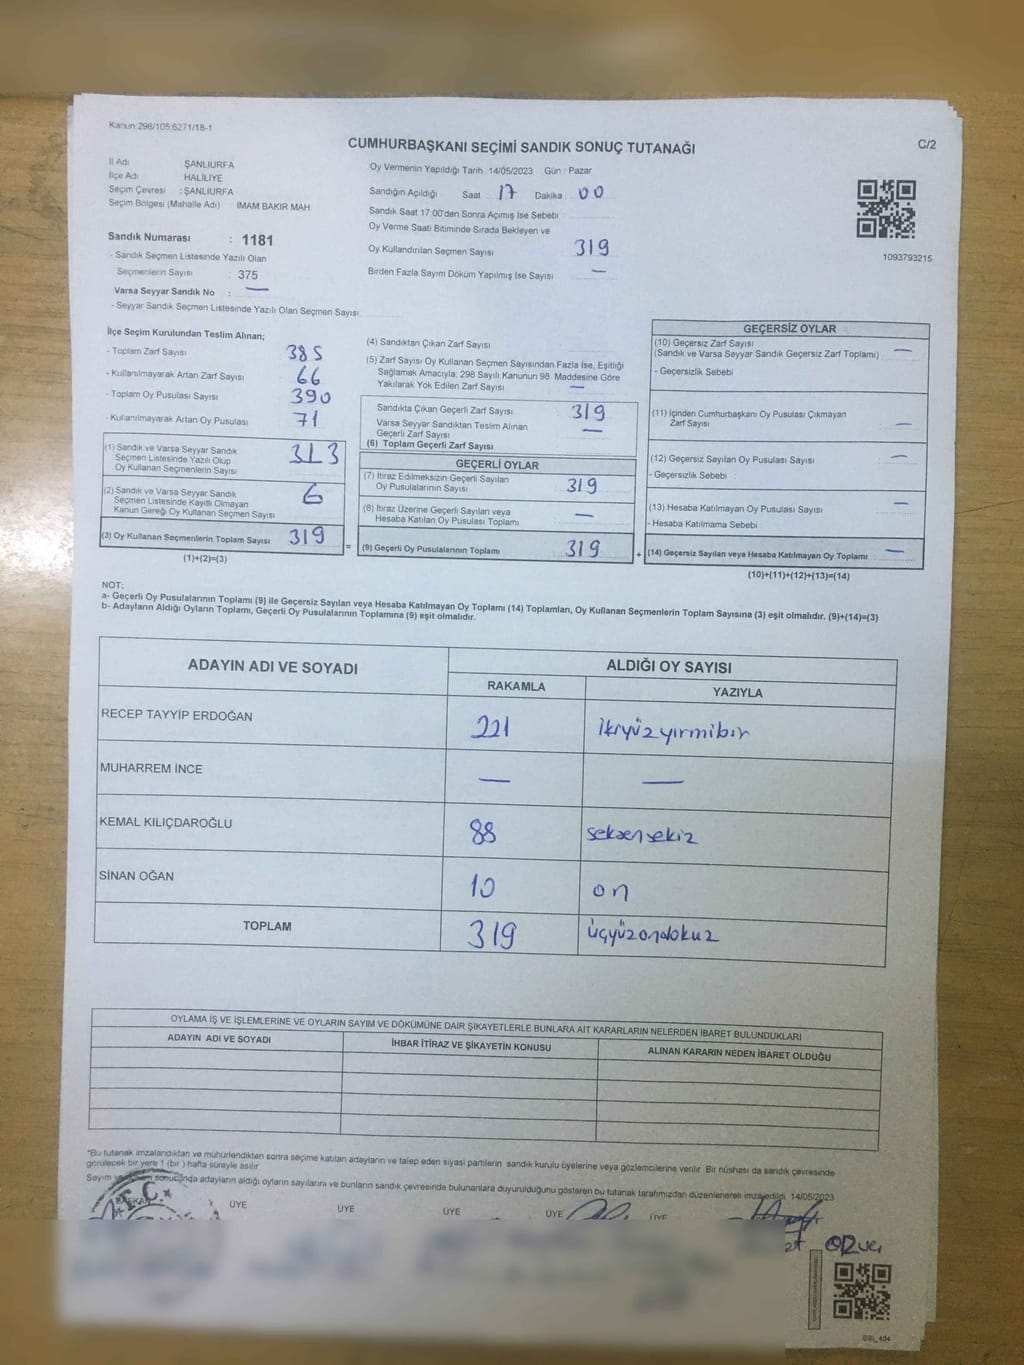 Kanun:298/105;6271/18-1
C/2
CUMHURBAŞKANI SEÇİMİ SANDIK SONUÇ TUTANAĞI
İl Adı ŞANLIURFA
İlçe Adı HALİLİYE
Seçim Çevresi : ŞANLIURFA
Seçim Bölgesi (Mahalle Adı) IMAM BAKIR MAH
Sandık Numarası : 1181
- Sandık Seçmen Listesinde Yazılı Olan
Seçmenlerin Sayısı : 375
Varsa Seyyar Sandık No : —
- Seyyar Sandık Seçmen Listesinde Yazılı Olan Seçmen Sayısı
Oy Vermenin Yapıldığı Tarih : 14/05/2023 Gün : Pazar
Sandığın Açıldığı Saat 17 Dakika 00
Sandık Saat 17:00'den Sonra Açımış İse Sebebi
Oy Verme Saati Bitiminde Sırada Bekleyen ve
Oy Kullandırılan Seçmen Sayısı 319
Birden Fazla Sayım Döküm Yapılmış İse Sayısı —
1093793215
İlçe Seçim Kurulundan Teslim Alınan;
- Toplam Zarf Sayısı 385
- Kullanılmayarak Artan Zarf Sayısı 66
- Toplam Oy Pusulası Sayısı 390
- Kullanılmayarak Artan Oy Pusulası 71
(1) Sandık ve Varsa Seyyar Sandık
Seçmen Listesinde Yazılı Olup
Oy Kullanan Seçmenlerin Sayısı 313
(2) Sandık ve Varsa Seyyar Sandık
Seçmen Listesinde Kayıtlı Olmayan
Kanun Gereği Oy Kullanan Seçmen Sayısı 6
(3) Oy Kullanan Seçmenlerin Toplam Sayısı 319
(1)+(2)=(3)
=
(4) Sandıktan Çıkan Zarf Sayısı
(5) Zarf Sayısı Oy Kullanan Seçmen Sayısından Fazla İse, Eşitliği
Sağlamak Amacıyla; 298 Sayılı Kanunun 98. Maddesine Göre
Yakılarak Yok Edilen Zarf Sayısı —
Sandıkta Çıkan Geçerli Zarf Sayısı 319
Varsa Seyyar Sandıktan Teslim Alınan
Geçerli Zarf Sayısı —
(6) Toplam Geçerli Zarf Sayısı
GEÇERLİ OYLAR
(7) İtiraz Edilmeksizin Geçerli Sayılan
Oy Pusulalarının Sayısı 319
(8) İtiraz Üzerine Geçerli Sayılan veya
Hesaba Katılan Oy Pusulası Toplamı —
(9) Geçerli Oy Pusulalarının Toplamı 319
+
GEÇERSİZ OYLAR
(10) Geçersiz Zarf Sayısı
(Sandık ve Varsa Seyyar Sandık Geçersiz Zarf Toplamı) —
- Geçersizlik Sebebi
(11) İçinden Cumhurbaşkanı Oy Pusulası Çıkmayan
Zarf Sayısı —
(12) Geçersiz Sayılan Oy Pusulası Sayısı —
- Geçersizlik Sebebi :
(13) Hesaba Katılmayan Oy Pusulası Sayısı —
- Hesaba Katılmama Sebebi
(14) Geçersiz Sayılan veya Hesaba Katılmayan Oy Toplamı —
(10)+(11)+(12)+(13)=(14)
NOT:
a- Geçerli Oy Pusulalarının Toplamı (9) ile Geçersiz Sayılan veya Hesaba Katılmayan Oy Toplamı (14) Toplamları, Oy Kullanan Seçmenlerin Toplam Sayısına (3) eşit olmalıdır. (9)+(14)=(3)
b- Adayların Aldığı Oyların Toplamı, Geçerli Oy Pusulalarının Toplamına (9) eşit olmalıdır.
ADAYIN ADI VE SOYADI
ALDIĞI OY SAYISI
RAKAMLA YAZIYLA
RECEP TAYYİP ERDOĞAN 221 ikiyüzyirmibir
MUHARREM İNCE — —
KEMAL KILIÇDAROĞLU 88 seksensekiz
SİNAN OĞAN 10 on
TOPLAM 319 üçyüzondokuz
OYLAMA İŞ VE İŞLEMLERİNE VE OYLARIN SAYIM VE DÖKÜMÜNE DAİR ŞİKAYETLERLE BUNLARA AİT KARARLARIN NELERDEN İBARET BULUNDUKLARI
ADAYIN ADI VE SOYADI İHBAR İTİRAZ VE ŞİKAYETİN KONUSU ALINAN KARARIN NEDEN İBARET OLDUĞU
*Bu tutanak imzalandıktan ve mühürlendikten sonra seçime katılan adayların ve talep eden siyasi partilerin sandık kurulu üyelerine veya gözlemcilerine verilir. Bir nüshası da sandık çevresinde
görülecek bir yere 1 (bir ) hafta süreyle asılır.
Sayım sonucunda adayların aldığı oyların sayılarını ve bunların sandık çevresinde bulunanlara duyurulduğunu gösteren bu tutanak tarafımızdan düzenlenerek imza edildi. 14/05/2023
BAŞKAN ÜYE ÜYE ÜYE ÜYE ÜYE
T.C.